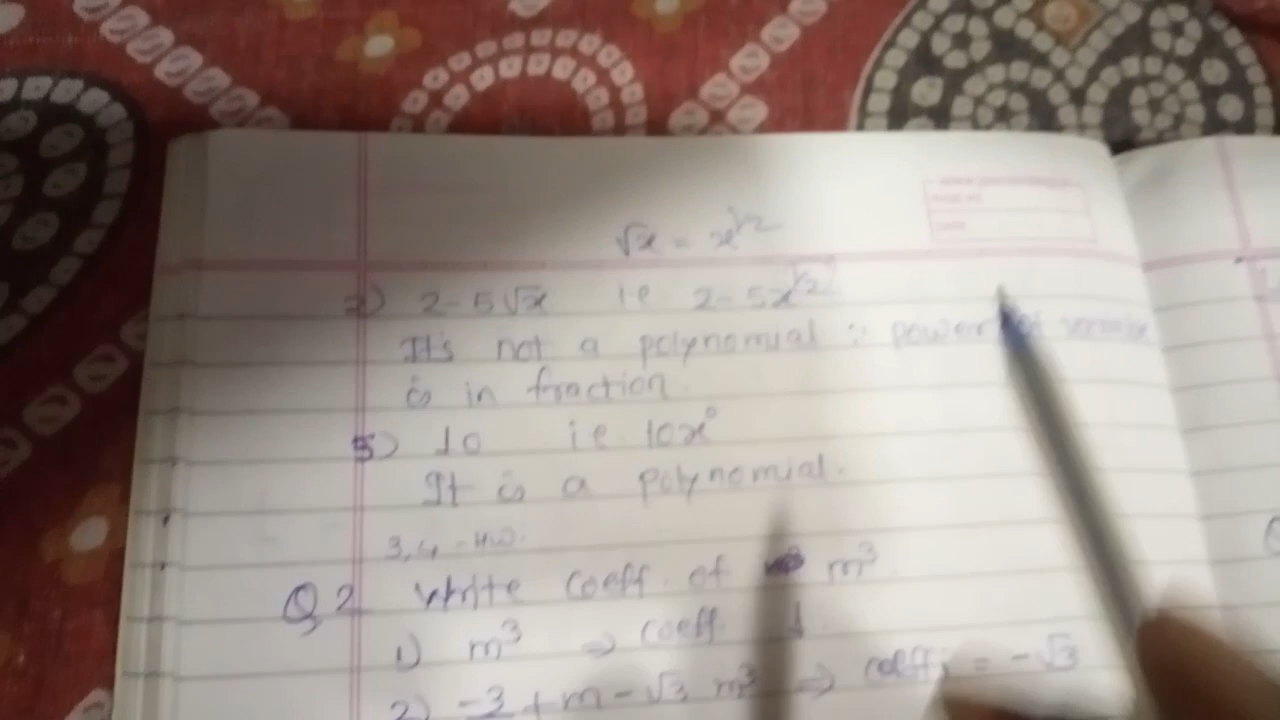 √x = x^1/2
2) 2-5√x ie 2-5x^1/2
It's not a polynomial ∵ power of variable
is in fraction.
5) 10 ie 10x⁰
It is a polynomial.
3,4 - HW.
Q 2 Write coeff. of m³
1) m³ ⇒ coeff. 1
2) -3 + m - √3 m³ ⇒ coeff. = -√3